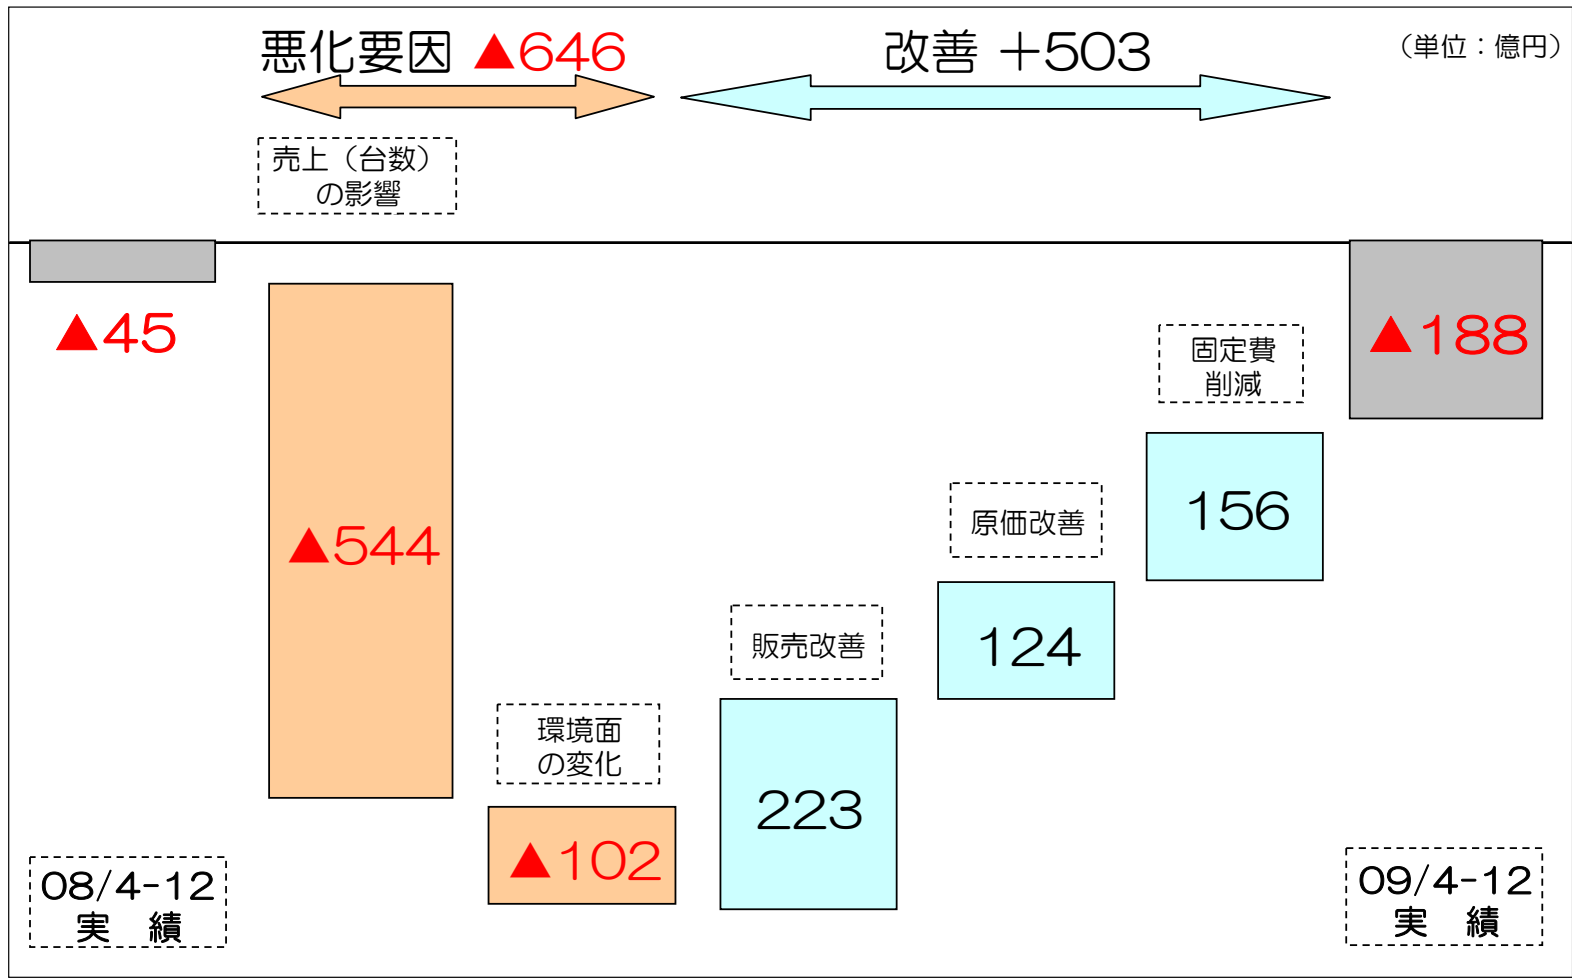 悪化要因 ▲646
改善 +503
(単位:億円)
売上(台数)
の影響
▲45
▲188
固定費
削減
156
▲544
原価改善
124
販売改善
223
環境面
の変化
▲102
08/4-12
実 績
09/4-12
実 績